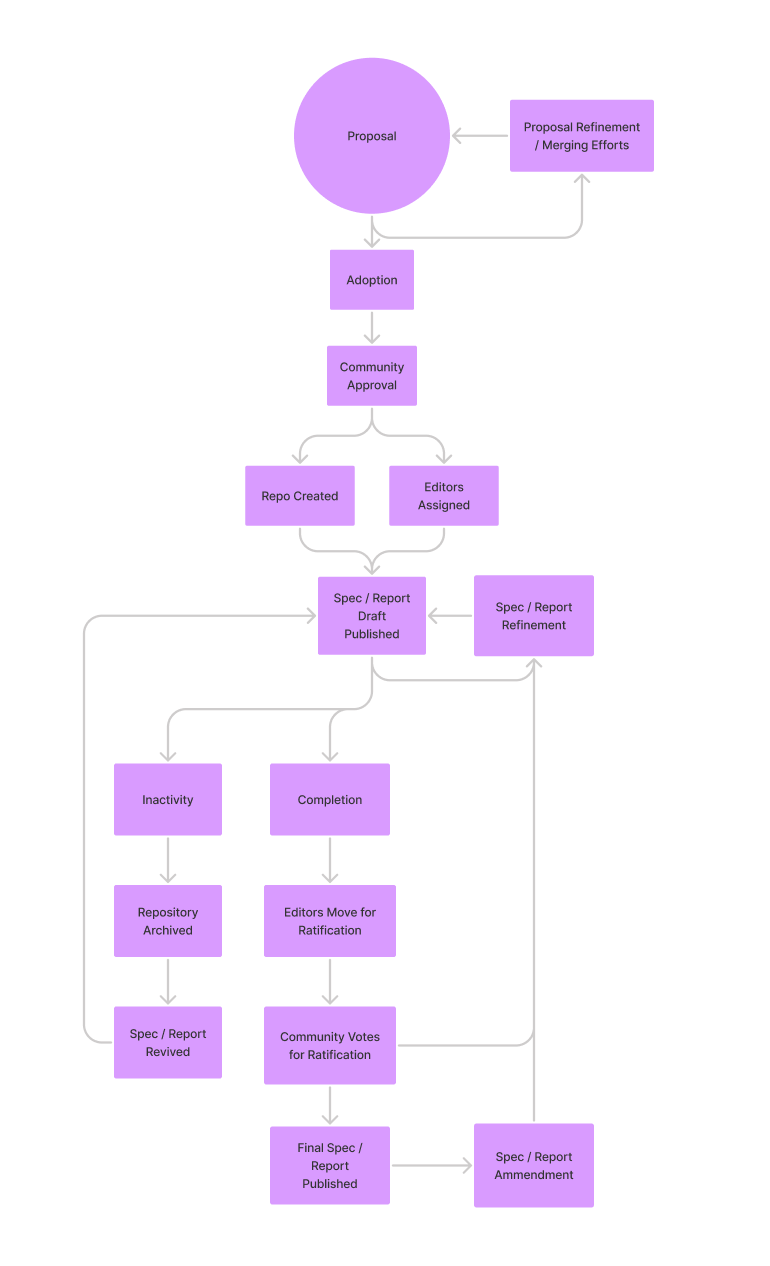 Proposal
Proposal Refinement
/ Merging Efforts
Adoption
Community
Approval
Repo Created
Editors
Assigned
Spec / Report
Draft
Published
Spec / Report
Refinement
Inactivity
Completion
Repository
Archived
Editors Move for
Ratification
Spec / Report
Revived
Community Votes
for Ratification
Final Spec /
Report
Published
Spec / Report
Ammendment